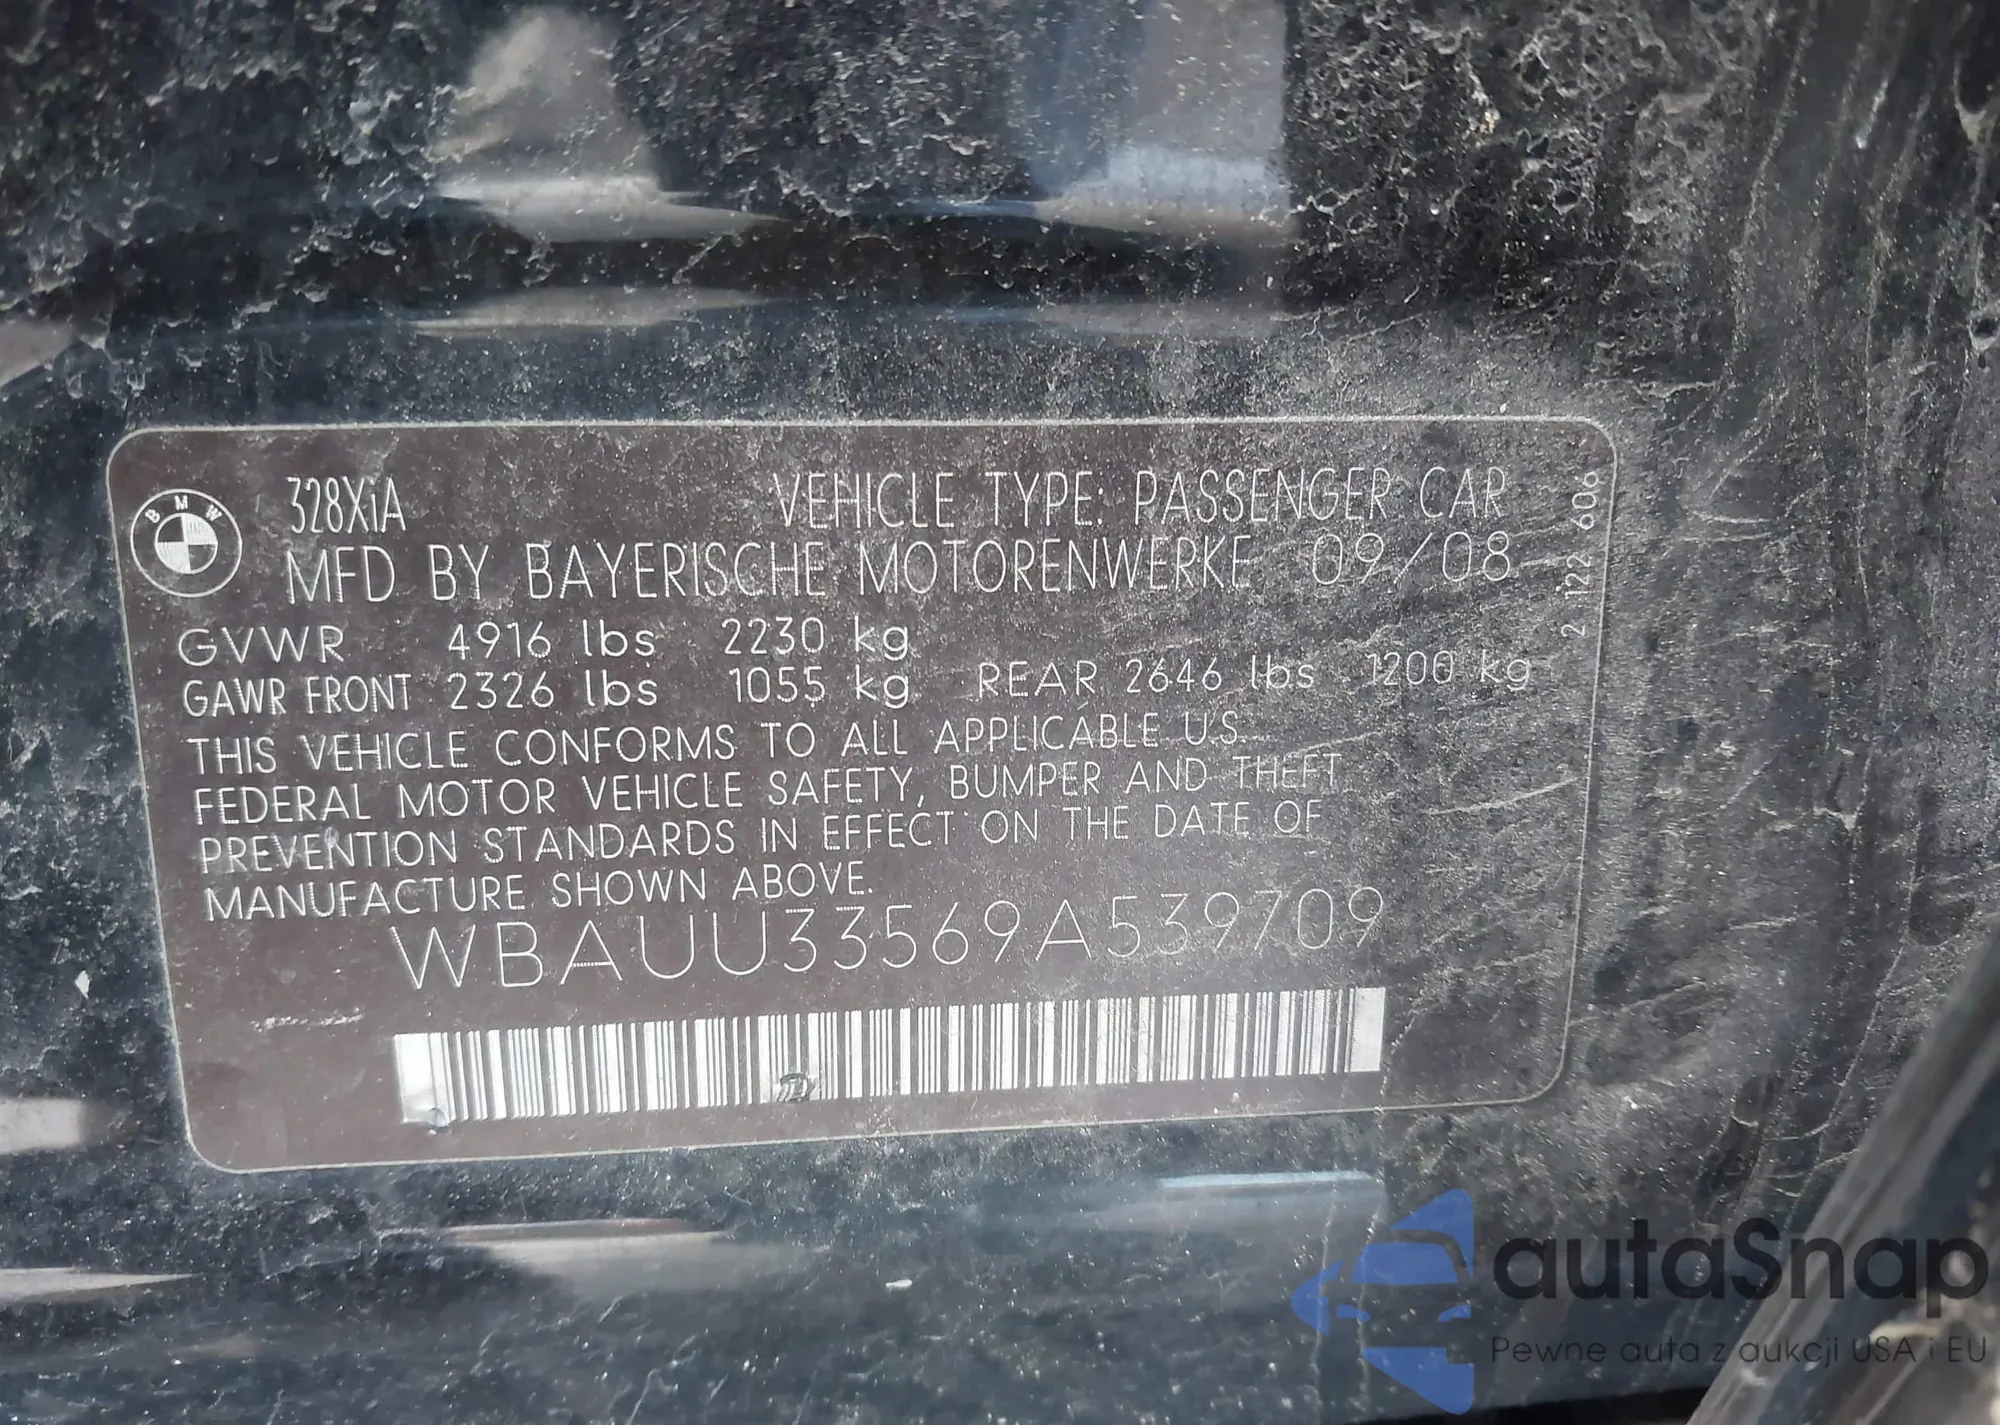 BMW
328XiA
VEHICLE TYPE: PASSENGER CAR
MFD BY BAYERISCHE MOTORENWERKE 09/08
GVWR 4916 lbs 2230 kg
GAWR FRONT 2326 lbs 1055 kg REAR 2646 lbs 1200 kg
THIS VEHICLE CONFORMS TO ALL APPLICABLE U.S.
FEDERAL MOTOR VEHICLE SAFETY, BUMPER AND THEFT
PREVENTION STANDARDS IN EFFECT ON THE DATE OF
MANUFACTURE SHOWN ABOVE.
WBAUU33569A539709
2 122 606
autaSnap
Pewne auta z aukcji USA i EU